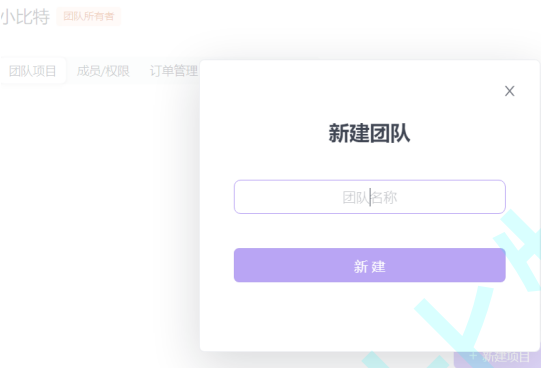 小比特 团队所有者
团队项目 成员/权限 订单管理
X
新建团队
团队名称
新建
+ 新建项目